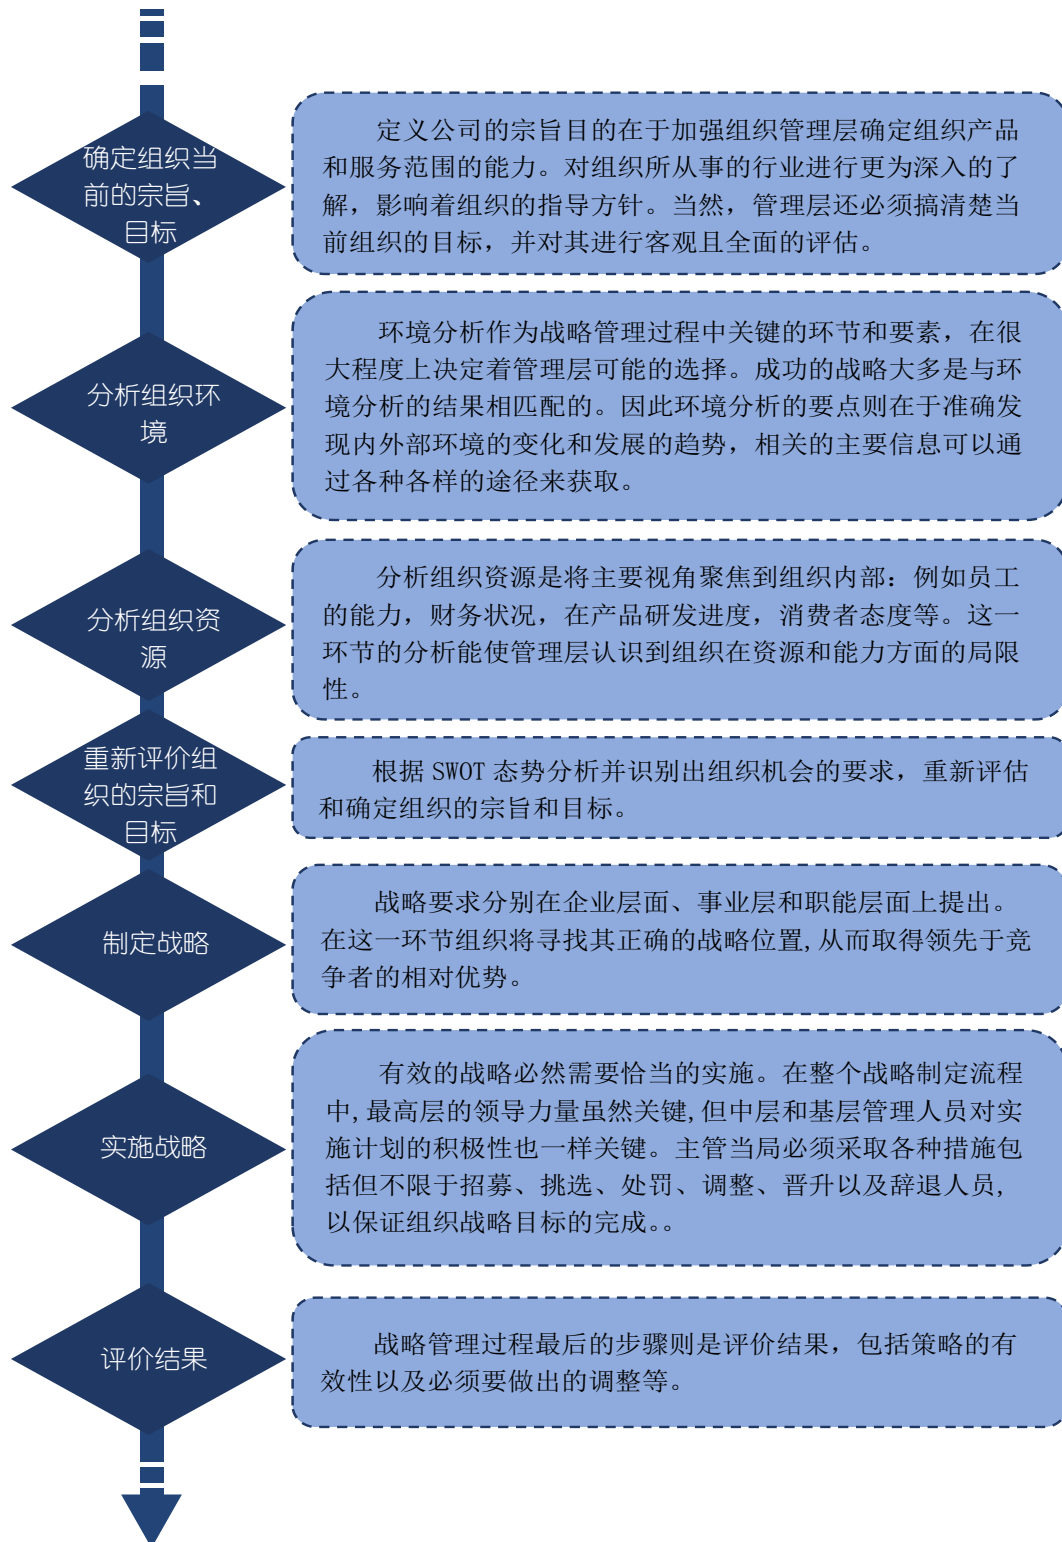 确定组织当
前的宗旨、
目标
定义公司的宗旨目的在于加强组织管理层确定组织产品
和服务范围的能力。对组织所从事的行业进行更为深入的了
解，影响着组织的指导方针。当然，管理层还必须搞清楚当
前组织的目标，并对其进行客观且全面的评估。
分析组织环
境
环境分析作为战略管理过程中关键的环节和要素，在很
大程度上决定着管理层可能的选择。成功的战略大多是与环
境分析的结果相匹配的。因此环境分析的要点则在于准确发
现内外部环境的变化和发展的趋势，相关的主要信息可以通
过各种各样的途径来获取。
分析组织资
源
分析组织资源是将主要视角聚焦到组织内部：例如员工
的能力，财务状况，在产品研发进度，消费者态度等。这一
环节的分析能使管理层认识到组织在资源和能力方面的局限
性。
重新评价组
织的宗旨和
目标
根据 SWOT 态势分析并识别出组织机会的要求，重新评估
和确定组织的宗旨和目标。
制定战略
战略要求分别在企业层面、事业层和职能层面上提出。
在这一环节组织将寻找其正确的战略位置,从而取得领先于竞
争者的相对优势。
实施战略
有效的战略必然需要恰当的实施。在整个战略制定流程
中,最高层的领导力量虽然关键,但中层和基层管理人员对实
施计划的积极性也一样关键。主管当局必须采取各种措施包
括但不限于招募、挑选、处罚、调整、晋升以及辞退人员,
以保证组织战略目标的完成。。
评价结果
战略管理过程最后的步骤则是评价结果，包括策略的有
效性以及必须要做出的调整等。